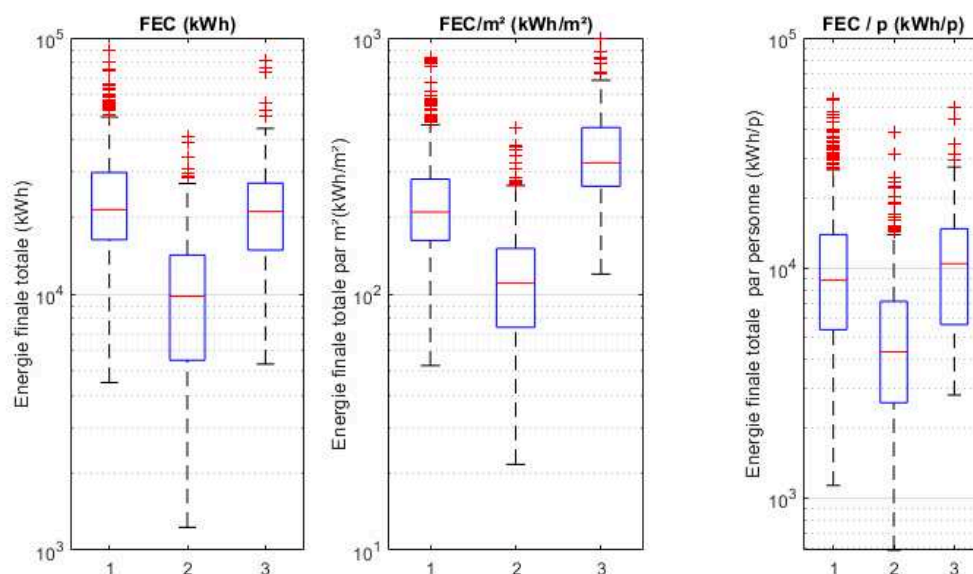 FEC (kWh)
Energie finale totale (kWh)
10^5
10^4
10^3
1 2 3
FEC/m² (kWh/m²)
Energie finale totale par m²(kWh/m²)
10^3
10^2
10^1
1 2 3
FEC / p (kWh/p)
Energie finale totale par personne (kWh/p)
10^5
10^4
10^3
1 2 3